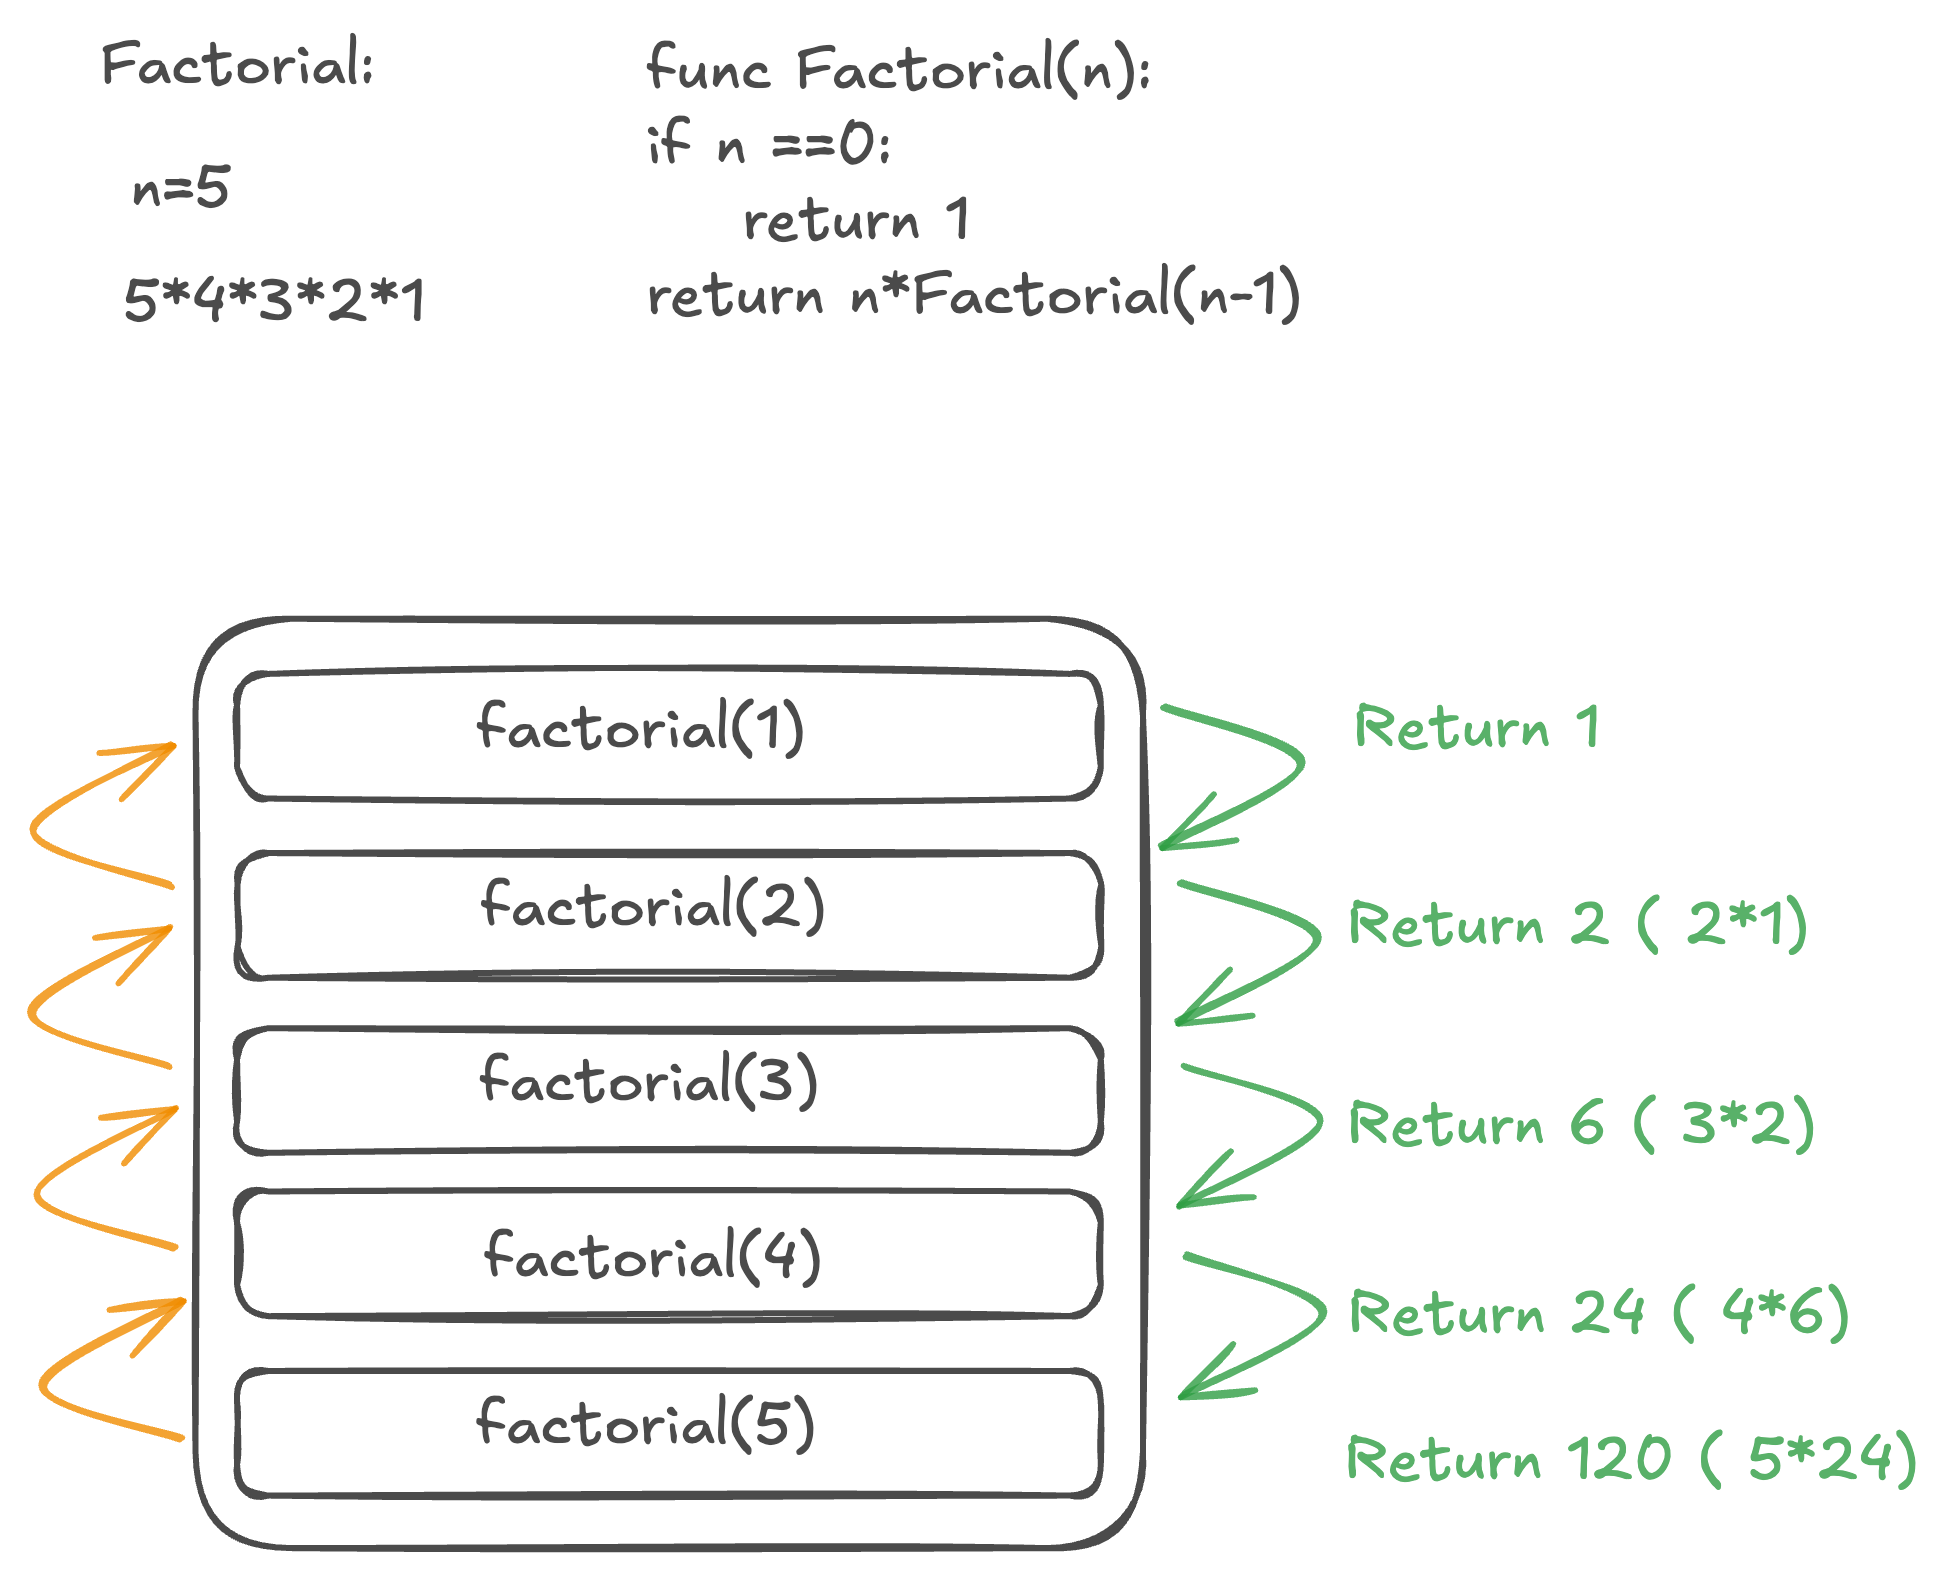 Factorial:
n=5
5*4*3*2*1
func Factorial(n):
if n ==0:
return 1
return n*Factorial(n-1)
factorial(1)
Return 1
factorial(2)
Return 2 ( 2*1)
factorial(3)
Return 6 ( 3*2)
factorial(4)
Return 24 ( 4*6)
factorial(5)
Return 120 ( 5*24)